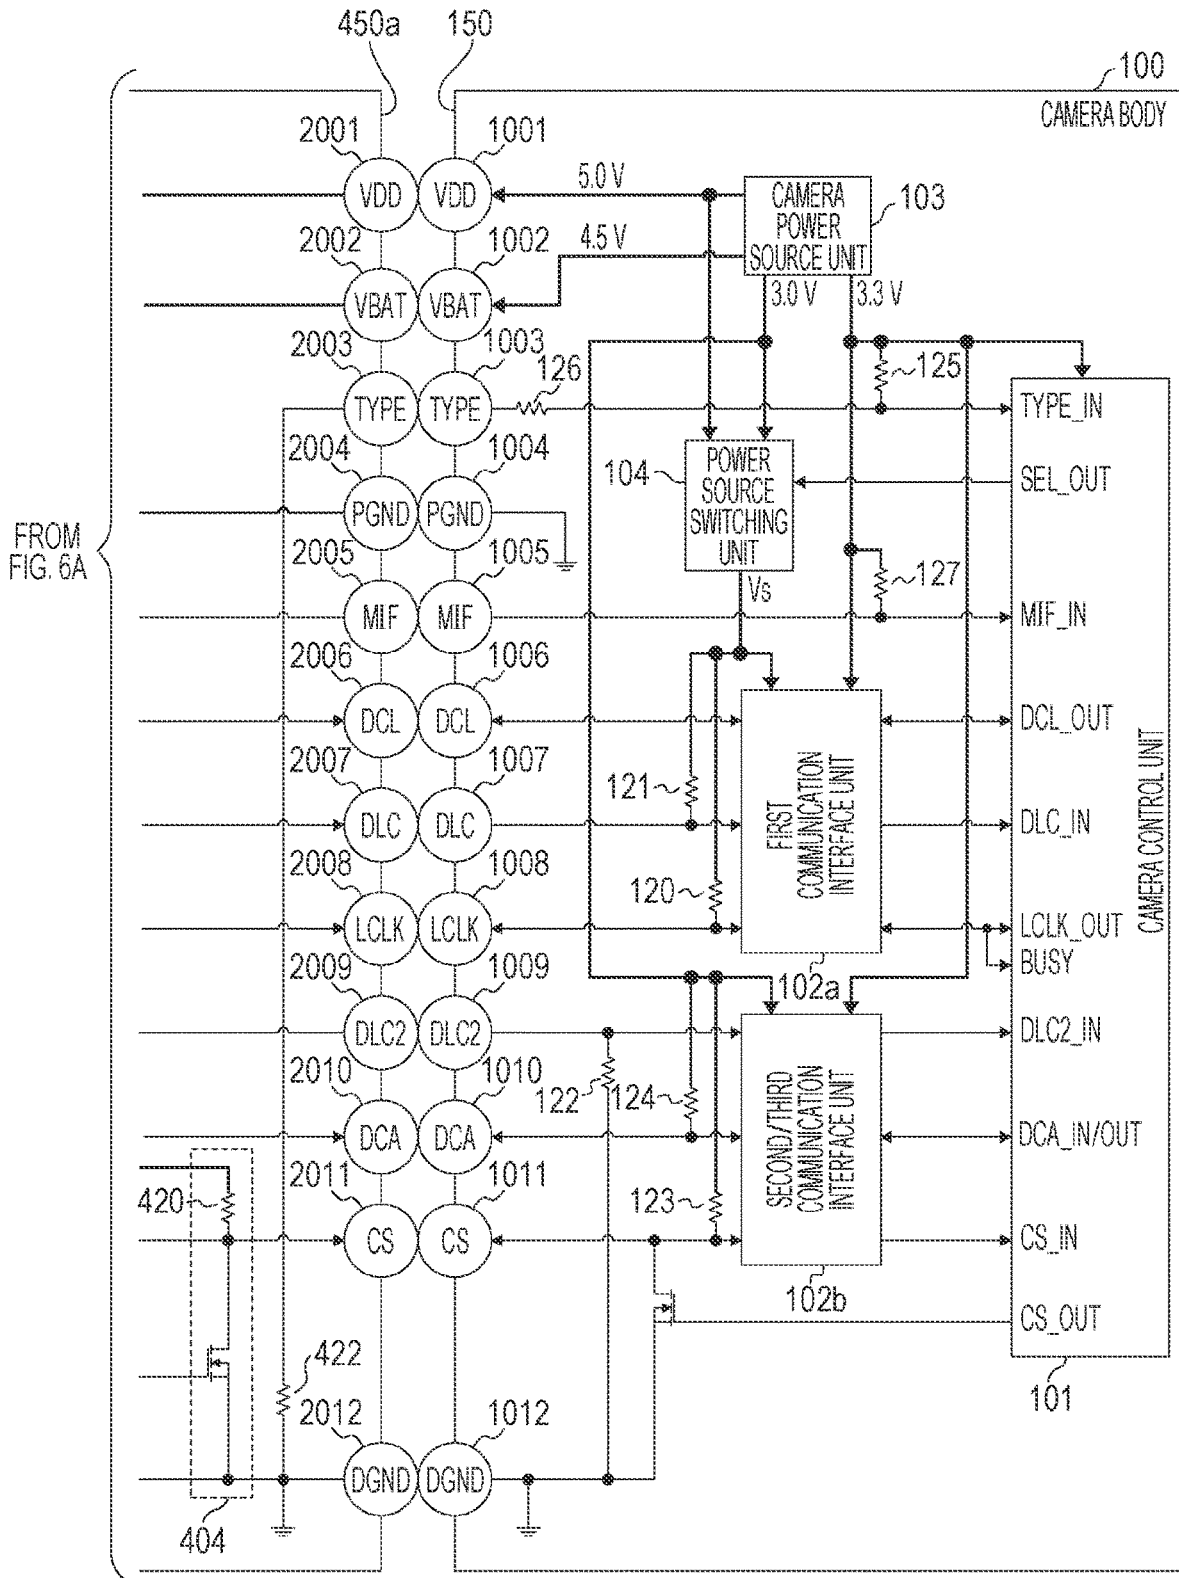 450a 150
100
CAMERA BODY
2001 1001
VDD VDD
5.0 V
CAMERA
POWER
SOURCE UNIT
103
2002 1002
VBAT VBAT
4.5 V
3.0 V 3.3 V
2003 1003
TYPE TYPE
126
125
TYPE_IN
2004 1004
PGND PGND
104
POWER
SOURCE
SWITCHING
UNIT
SEL_OUT
FROM
FIG. 6A
2005 1005
MIF MIF
Vs
127
MIF_IN
2006 1006
DCL DCL
DCL_OUT
2007 1007
DLC DLC
121
FIRST
COMMUNICATION
INTERFACE UNIT
DLC_IN
CAMERA CONTROL UNIT
2008 1008
LCLK LCLK
120
LCLK_OUT
BUSY
102a
2009 1009
DLC2 DLC2
DLC2_IN
2010 1010
DCA DCA
122 124
SECOND/THIRD
COMMUNICATION
INTERFACE UNIT
DCA_IN/OUT
420
2011 1011
CS CS
123
CS_IN
102b
CS_OUT
422
101
2012 1012
DGND DGND
404